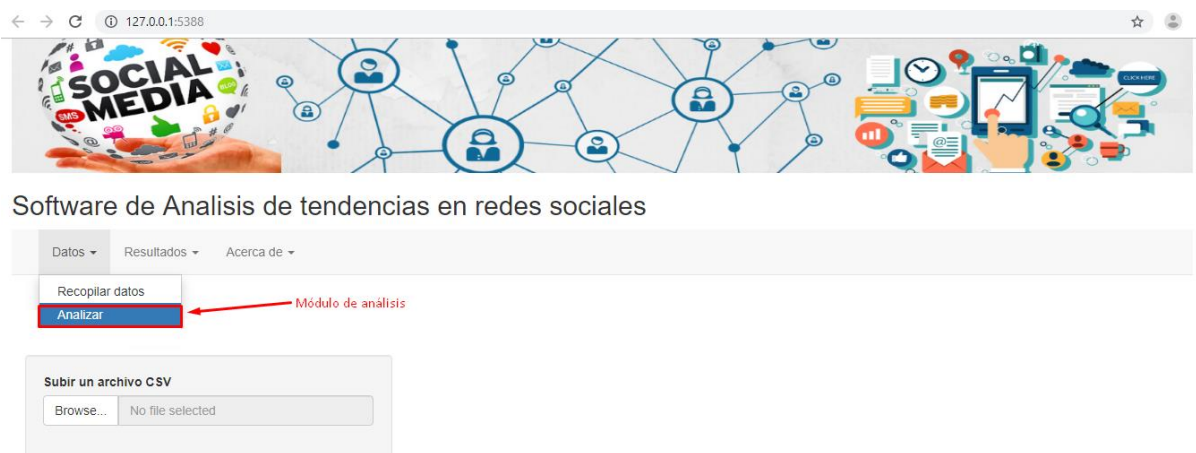 127.0.0.1:5388
SOCIAL
MEDIA
SMS
BLOG
CLICK HERE
Software de Analisis de tendencias en redes sociales
Datos
Resultados
Acerca de
Recopilar datos
Analizar
Módulo de análisis
Subir un archivo CSV
Browse...
No file selected